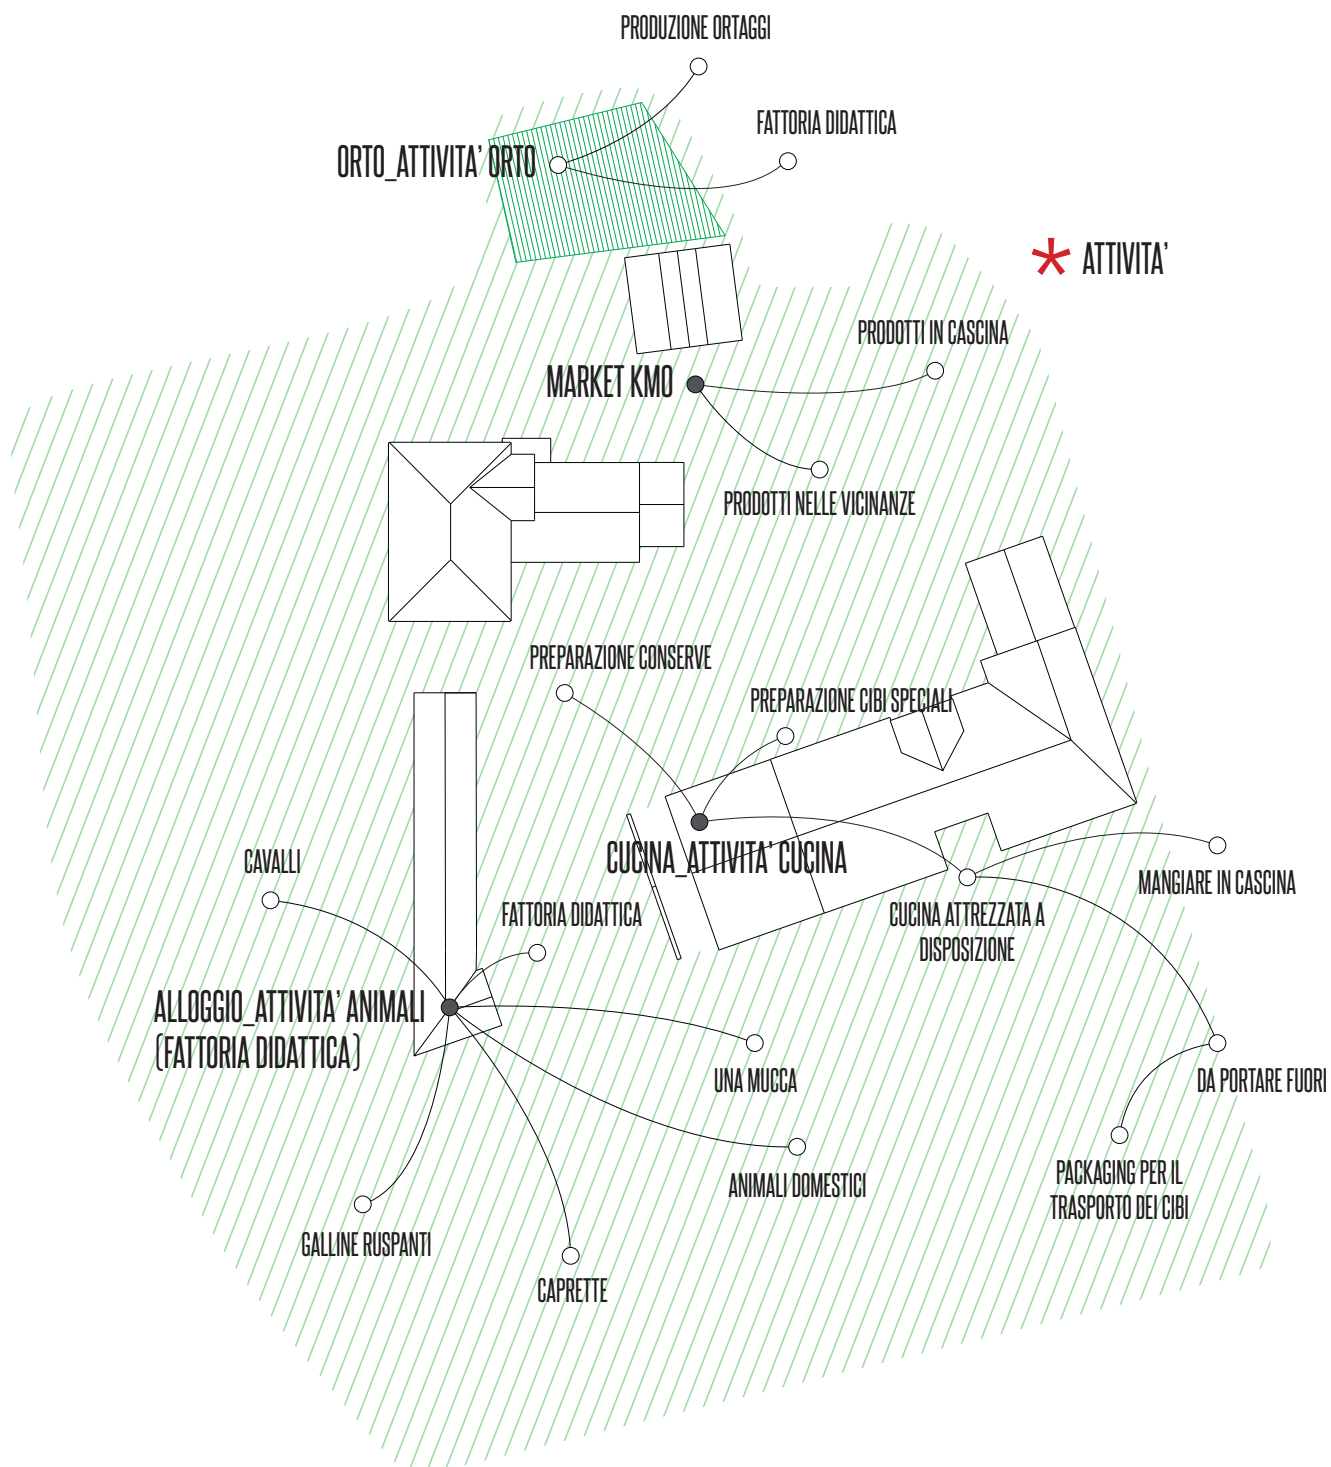 PRODUZIONE ORTAGGI
FATTORIA DIDATTICA
ORTO_ATTIVITA' ORTO
* ATTIVITA'
PRODOTTI IN CASCINA
MARKET KM0
PRODOTTI NELLE VICINANZE
PREPARAZIONE CONSERVE
PREPARAZIONE CIBI SPECIALI
CUCINA_ATTIVITA' CUCINA
CAVALLI
MANGIARE IN CASCINA
FATTORIA DIDATTICA
CUCINA ATTREZZATA A
DISPOSIZIONE
ALLOGGIO_ATTIVITA' ANIMALI
(FATTORIA DIDATTICA)
UNA MUCCA
DA PORTARE FUORI
ANIMALI DOMESTICI
PACKAGING PER IL
TRASPORTO DEI CIBI
GALLINE RUSPANTI
CAPRETTE